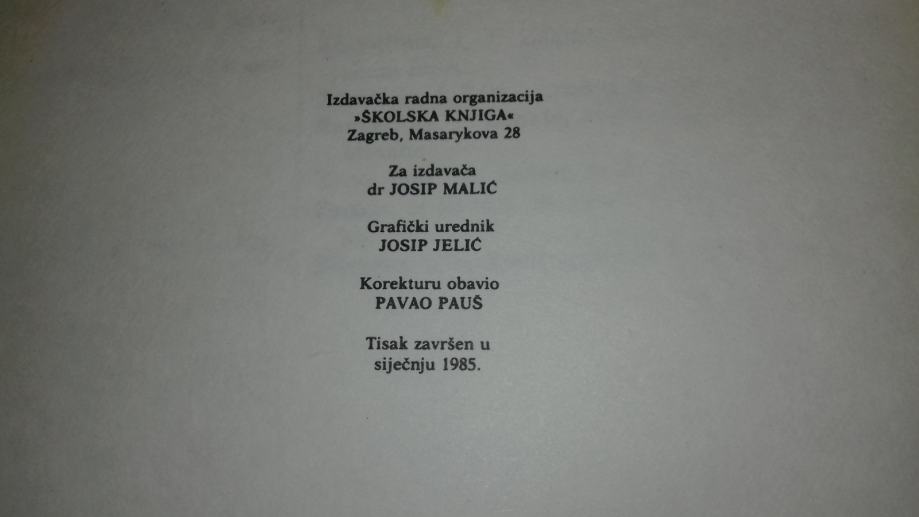 Izdavačka radna organizacija
»ŠKOLSKA KNJIGA«
Zagreb, Masarykova 28
Za izdavača
dr JOSIP MALIĆ
Grafički urednik
JOSIP JELIĆ
Korekturu obavio
PAVAO PAUŠ
Tisak završen u
siječnju 1985.